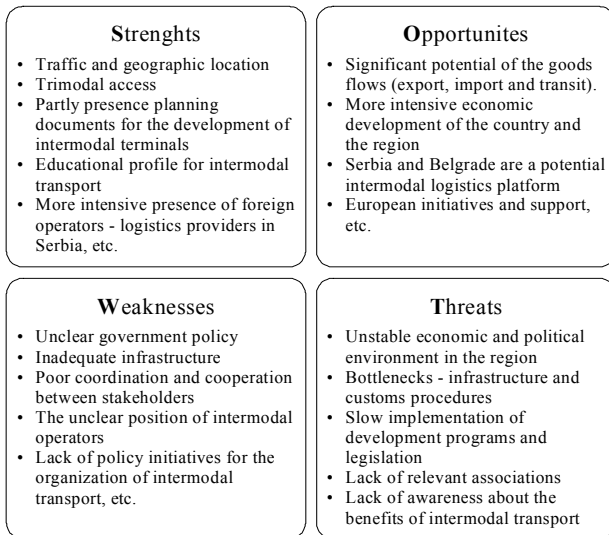 Strenghts
• Traffic and geographic location
• Trimodal access
• Partly presence planning
documents for the development of
intermodal terminals
• Educational profile for intermodal
transport
• More intensive presence of foreign
operators - logistics providers in
Serbia, etc.
Opportunites
• Significant potential of the goods
flows (export, import and transit).
• More intensive economic
development of the country and
the region
• Serbia and Belgrade are a potential
intermodal logistics platform
• European initiatives and support,
etc.
Weaknesses
• Unclear government policy
• Inadequate infrastructure
• Poor coordination and cooperation
between stakeholders
• The unclear position of intermodal
operators
• Lack of policy initiatives for the
organization of intermodal
transport, etc.
Threats
• Unstable economic and political
environment in the region
• Bottlenecks - infrastructure and
customs procedures
• Slow implementation of
development programs and
legislation
• Lack of relevant associations
• Lack of awareness about the
benefits of intermodal transport